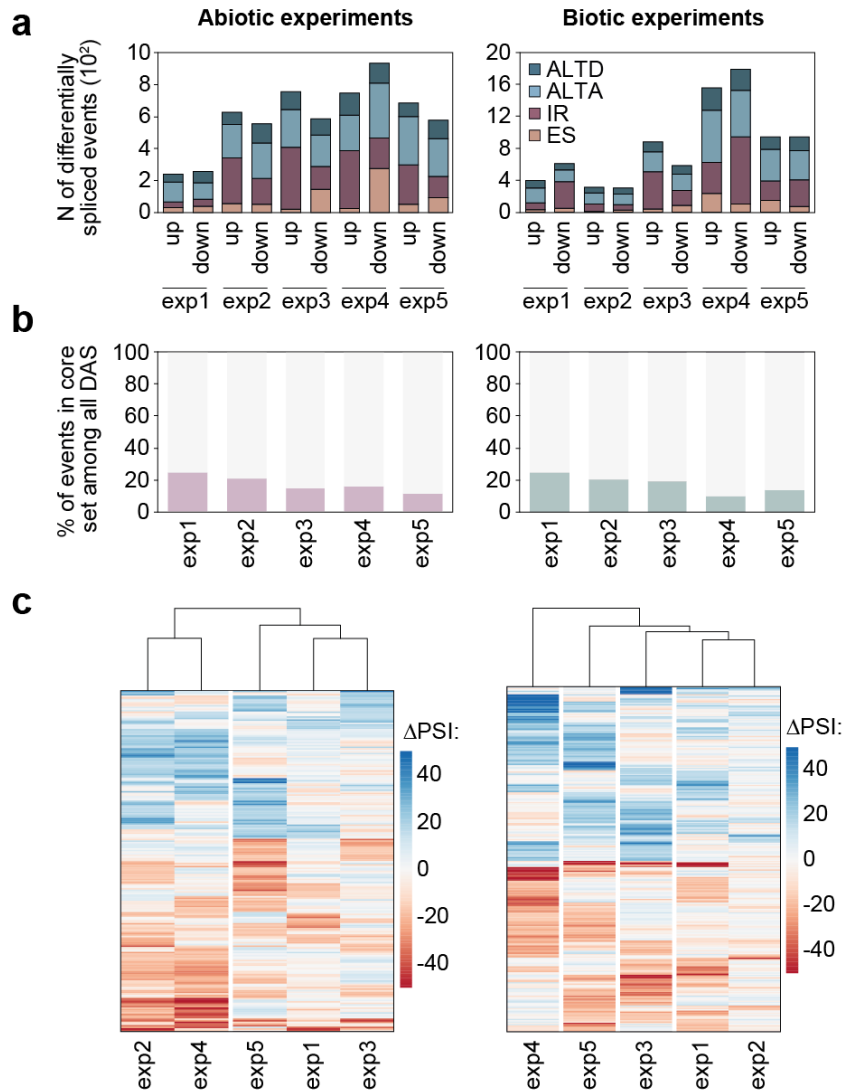 a
Abiotic experiments
Biotic experiments
N of differentially
spliced events (10²)
10
8
6
4
2
0
up
down
up
down
up
down
up
down
up
down
exp1
exp2
exp3
exp4
exp5
20
16
12
8
4
0
ALTD
ALTA
IR
ES
up
down
up
down
up
down
up
down
up
down
exp1
exp2
exp3
exp4
exp5
b
% of events in core
set among all DAS
100
80
60
40
20
0
exp1
exp2
exp3
exp4
exp5
100
80
60
40
20
0
exp1
exp2
exp3
exp4
exp5
c
ΔPSI:
40
20
0
-20
-40
exp2
exp4
exp5
exp1
exp3
ΔPSI:
40
20
0
-20
-40
exp4
exp5
exp3
exp1
exp2